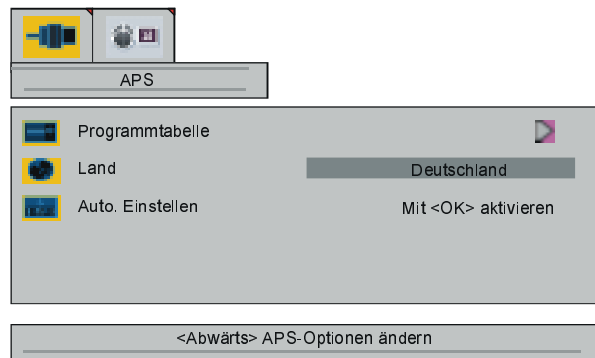 APS
Programmtabelle
Land Deutschland
Auto. Einstellen Mit <OK> aktivieren
<Abwärts> APS-Optionen ändern